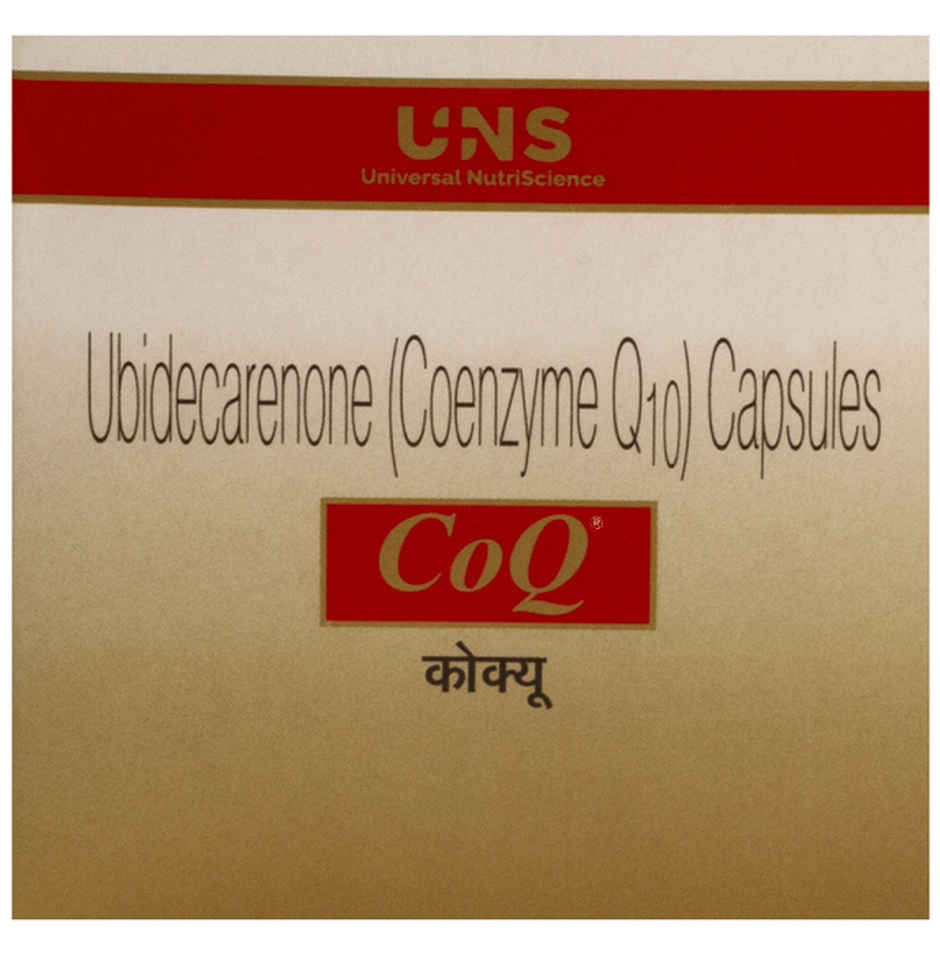 UNS
Universal NutriScience
Ubidecarenone (Coenzyme Q10) Capsules
CoQ®
कोक्यू